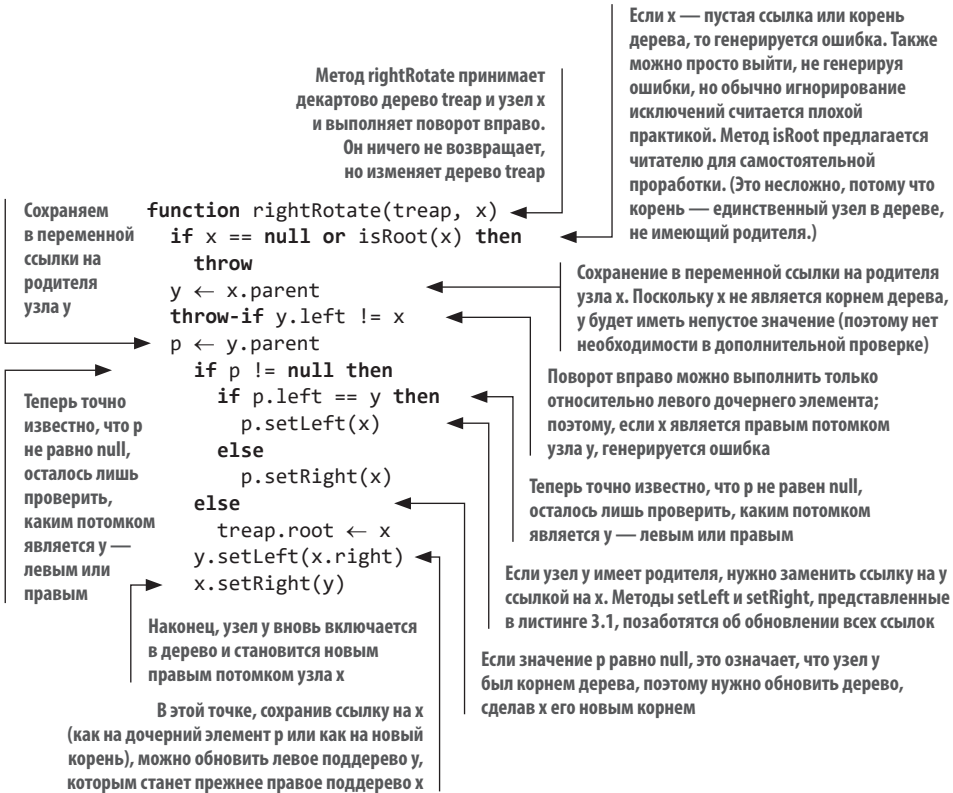 Если x — пустая ссылка или корень
дерева, то генерируется ошибка. Также
можно просто выйти, не генерируя
ошибки, но обычно игнорирование
исключений считается плохой
практикой. Метод isRoot предлагается
читателю для самостоятельной
проработки. (Это несложно, потому что
корень — единственный узел в дереве,
не имеющий родителя.)
Метод rightRotate принимает
декартово дерево treap и узел x
и выполняет поворот вправо.
Он ничего не возвращает,
но изменяет дерево treap
Сохраняем
в переменной
ссылки на
родителя
узла y
function rightRotate(treap, x)
if x == null or isRoot(x) then
throw
y ← x.parent
throw-if y.left != x
p ← y.parent
if p != null then
if p.left == y then
p.setLeft(x)
else
p.setRight(x)
else
treap.root ← x
y.setLeft(x.right)
x.setRight(y)
Сохранение в переменной ссылки на родителя
узла x. Поскольку x не является корнем дерева,
y будет иметь непустое значение (поэтому нет
необходимости в дополнительной проверке)
Поворот вправо можно выполнить только
относительно левого дочернего элемента;
поэтому, если x является правым потомком
узла y, генерируется ошибка
Теперь точно
известно, что p
не равно null,
осталось лишь
проверить,
каким потомком
является y —
левым или
правым
Теперь точно известно, что p не равен null,
осталось лишь проверить, каким потомком
является y — левым или правым
Если узел y имеет родителя, нужно заменить ссылку на y
ссылкой на x. Методы setLeft и setRight, представленные
в листинге 3.1, позаботятся об обновлении всех ссылок
Наконец, узел y вновь включается
в дерево и становится новым
правым потомком узла x
Если значение p равно null, это означает, что узел y
был корнем дерева, поэтому нужно обновить дерево,
сделав x его новым корнем
В этой точке, сохранив ссылку на x
(как на дочерний элемент p или как на новый
корень), можно обновить левое поддерево y,
которым станет прежнее правое поддерево x